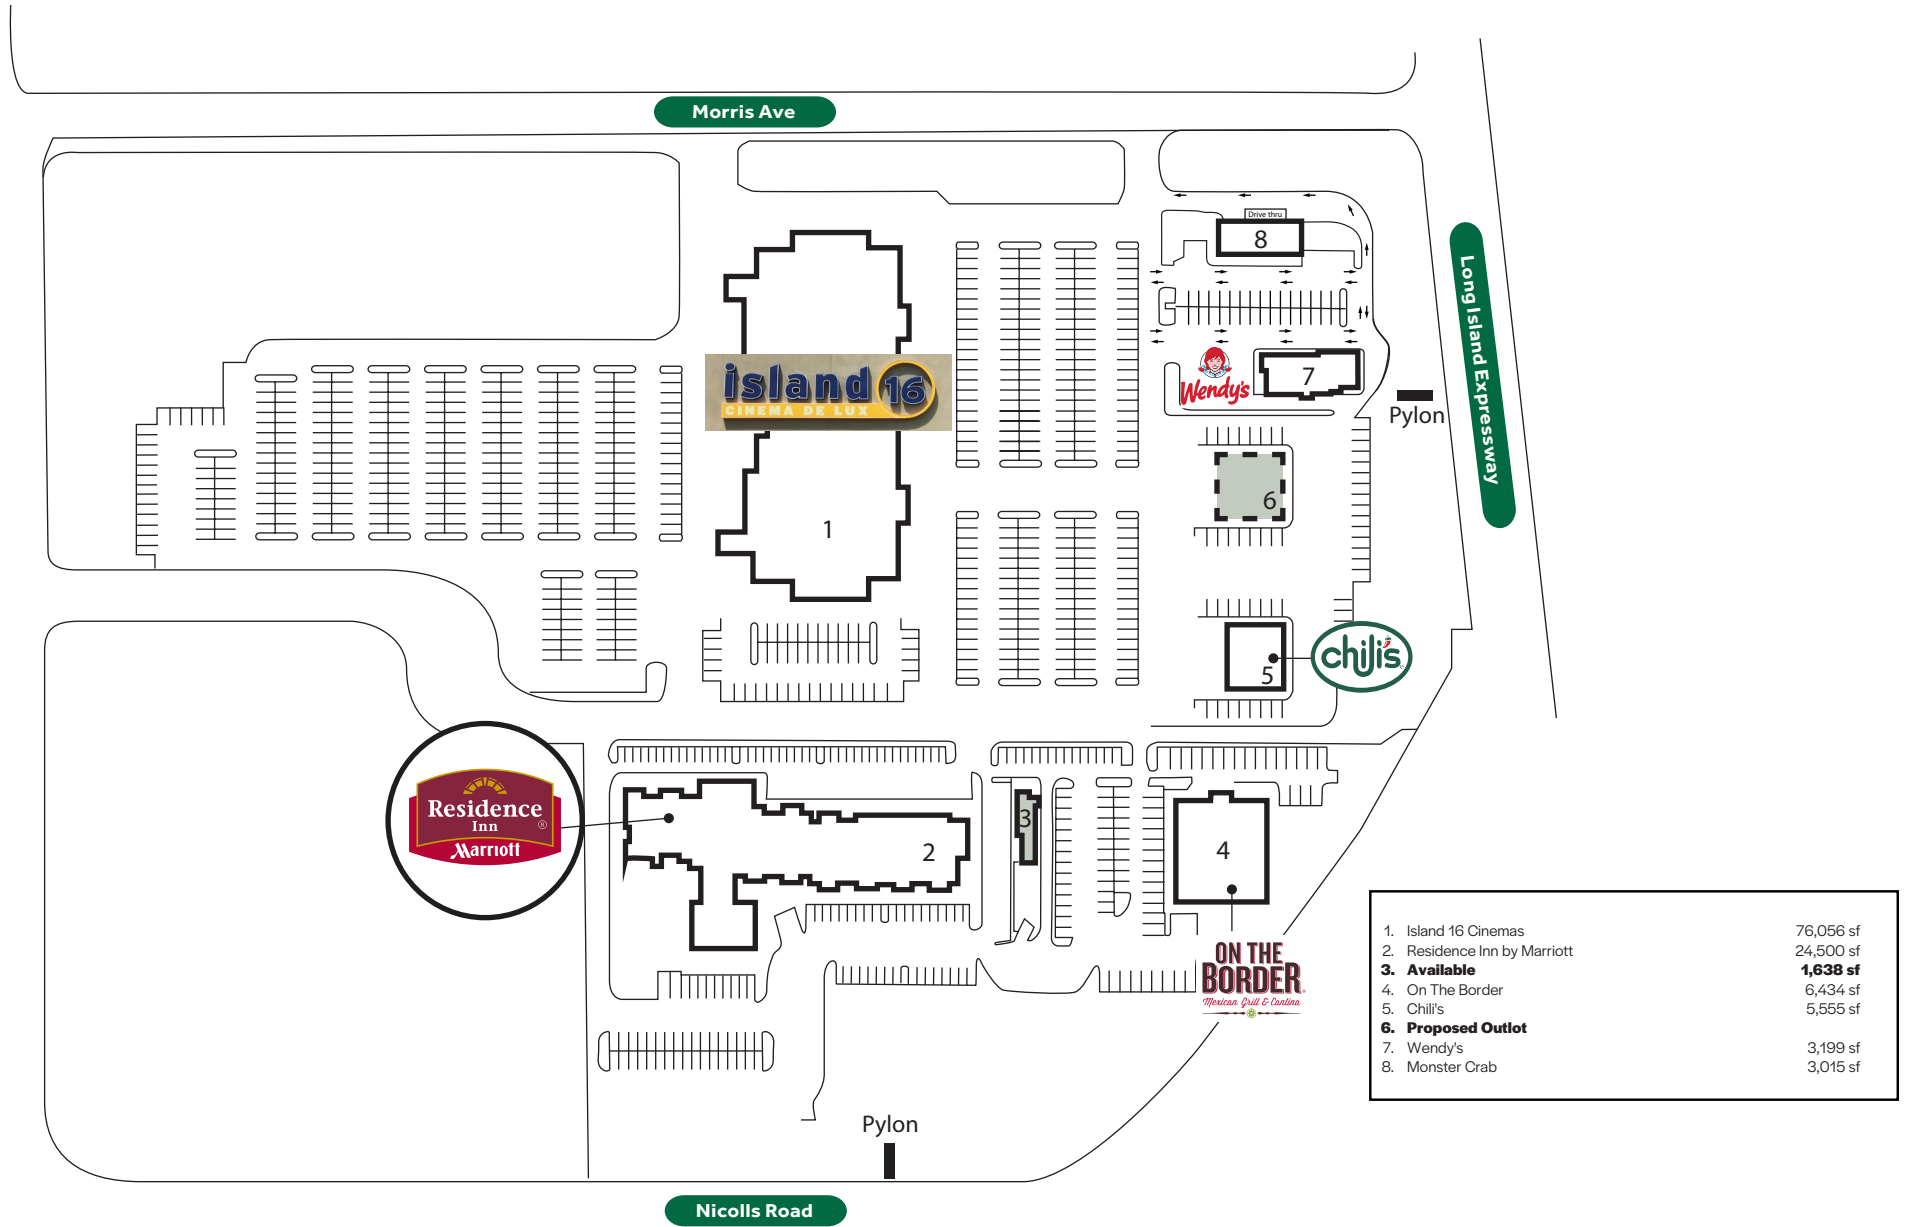 Morris Ave
Drive thru
8
Long Island Expressway
island 16
CINEMA DE LUX
Wendy's
7
Pylon
6
1
chili's
5
Residence
Inn
®
Marriott
2
3
4
ON THE
BORDER
Mexican Grill & Cantina
1. Island 16 Cinemas 76,056 sf
2. Residence Inn by Marriott 24,500 sf
3. Available 1,638 sf
4. On The Border 6,434 sf
5. Chili's 5,555 sf
6. Proposed Outlot
7. Wendy's 3,199 sf
8. Monster Crab 3,015 sf
Pylon
Nicolls Road